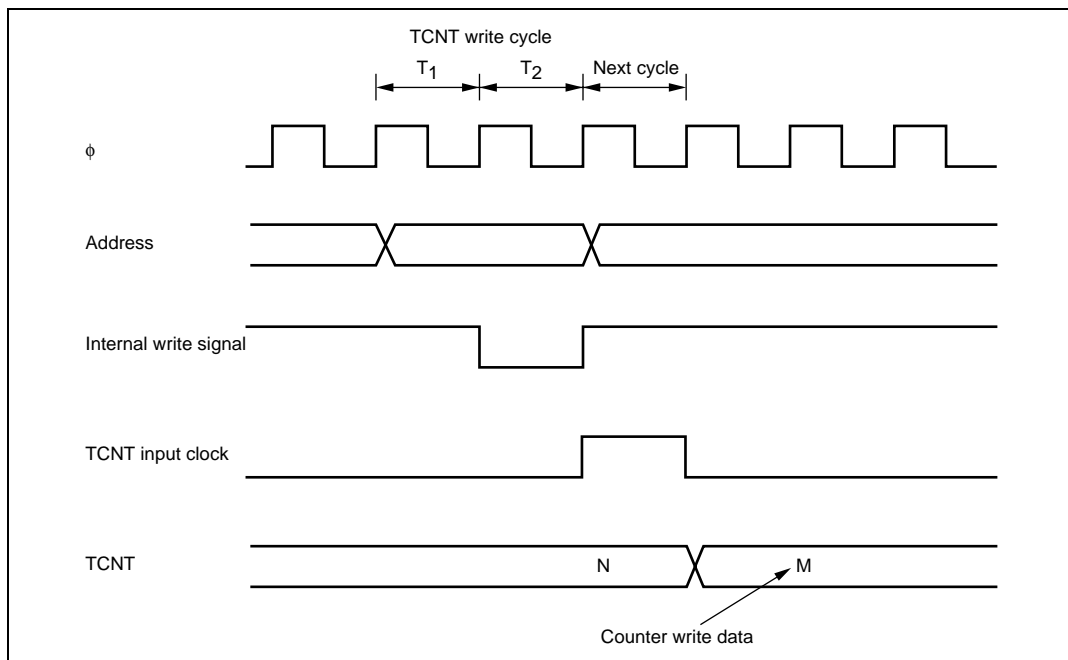 TCNT write cycle
T1 T2 Next cycle
ϕ
Address
Internal write signal
TCNT input clock
TCNT N M
Counter write data